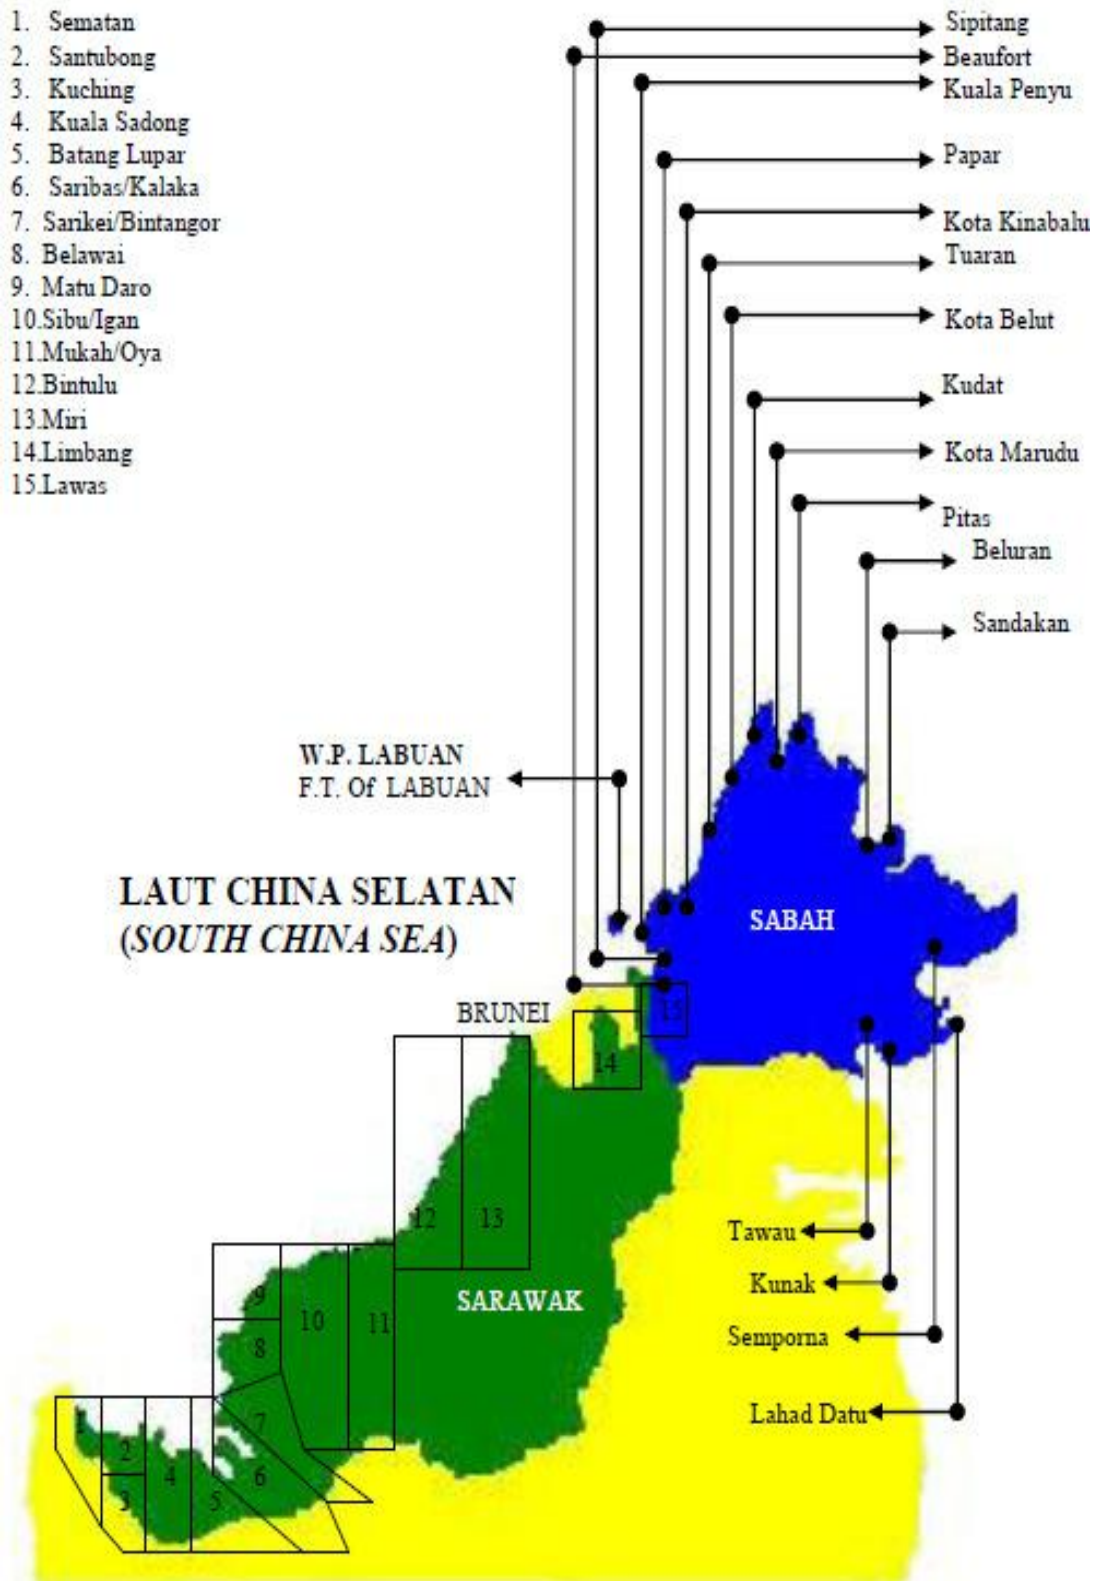 1. Sematan
2. Santubong
3. Kuching
4. Kuala Sadong
5. Batang Lupar
6. Saribas/Kalaka
7. Sarikei/Bintangor
8. Belawai
9. Matu Daro
10.Sibu/Igan
11.Mukah/Oya
12.Bintulu
13.Miri
14.Limbang
15.Lawas
Sipitang
Beaufort
Kuala Penyu
Papar
Kota Kinabalu
Tuaran
Kota Belut
Kudat
Kota Marudu
Pitas
Beluran
Sandakan
W.P. LABUAN
F.T. Of LABUAN
LAUT CHINA SELATAN
(SOUTH CHINA SEA)
SABAH
BRUNEI
15
14
12
13
SARAWAK
9
10
11
8
7
1
2
4
6
3
5
Tawau
Kunak
Semporna
Lahad Datu